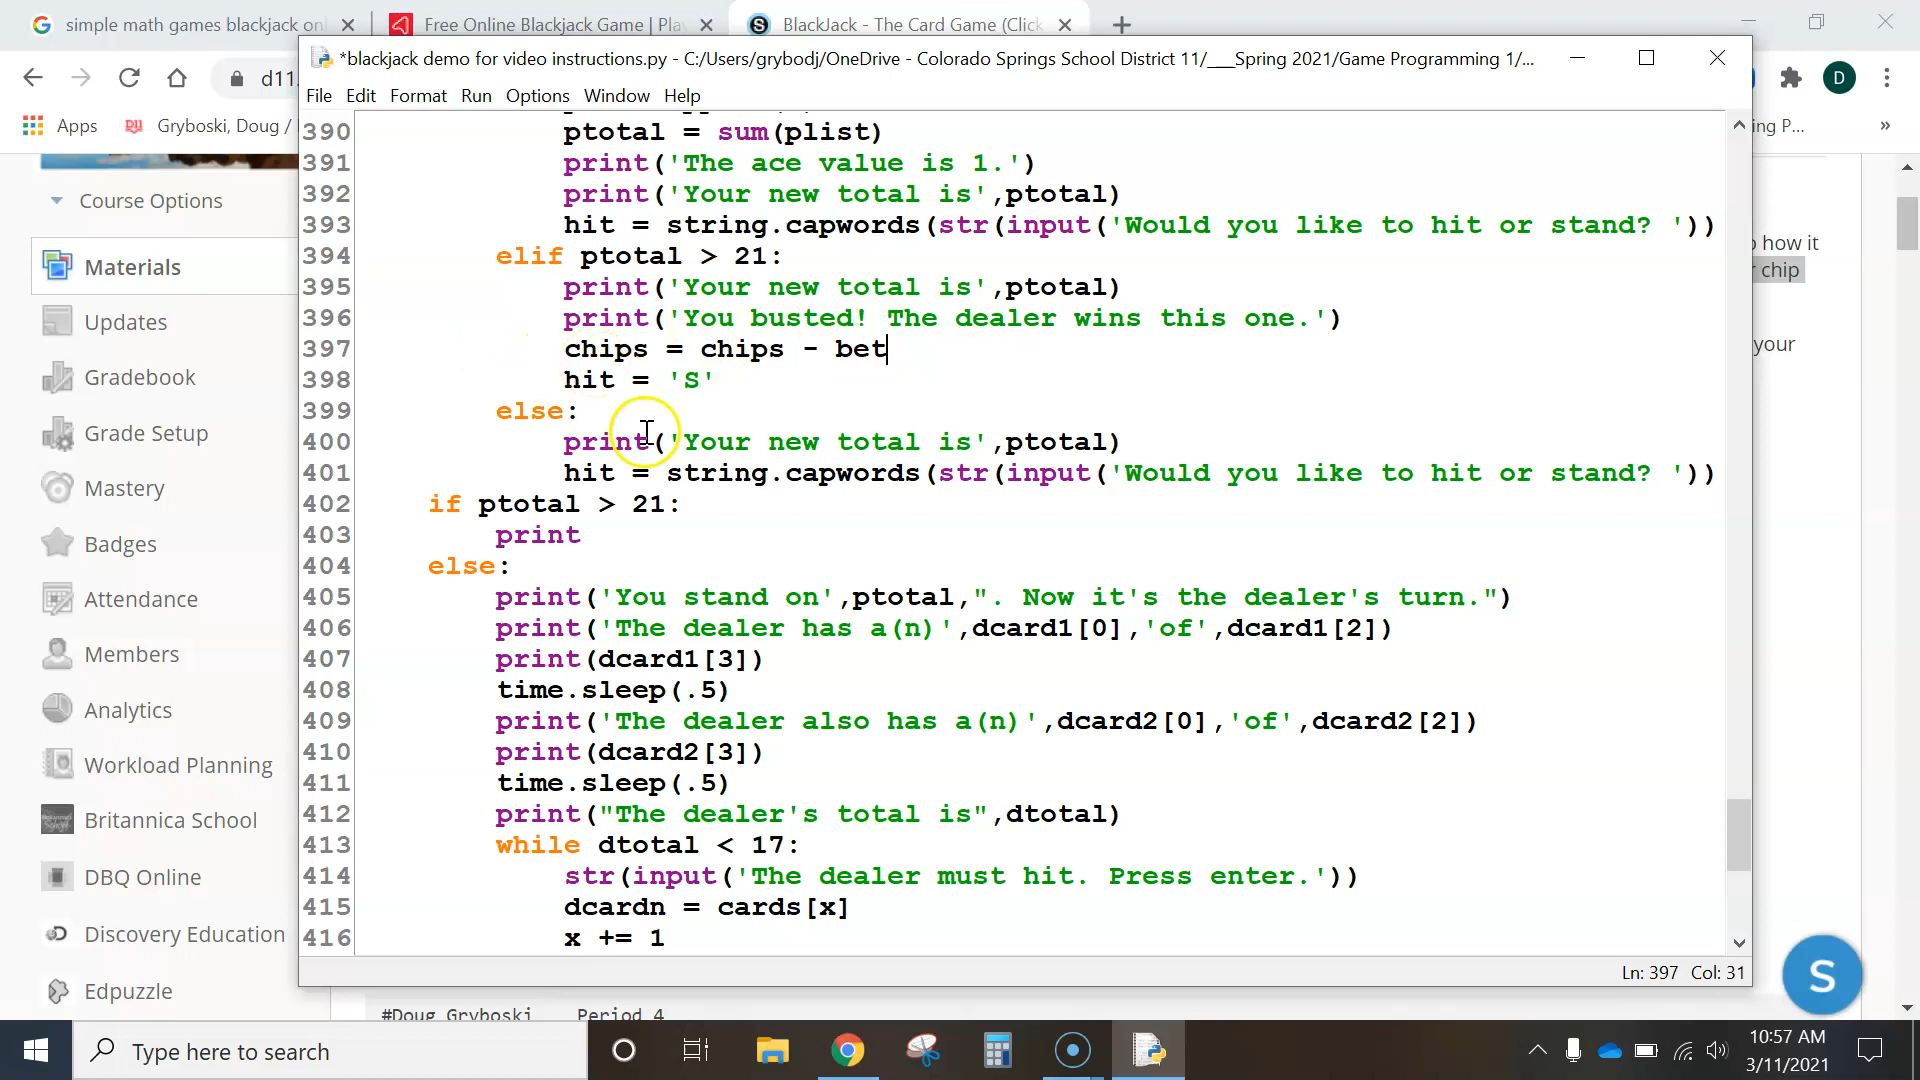 simple math games blackjack onl
Free Online Blackjack Game | Play
BlackJack - The Card Game (Click
d11.
Apps
Gryboski, Doug /
ing P...
»
D
*blackjack demo for video instructions.py - C:/Users/grybodj/OneDrive - Colorado Springs School District 11/___Spring 2021/Game Programming 1/...
File Edit Format Run Options Window Help
390 ptotal = sum(plist)
391 print('The ace value is 1.')
392 print('Your new total is',ptotal)
393 hit = string.capwords(str(input('Would you like to hit or stand? '))
394 elif ptotal > 21:
395 print('Your new total is',ptotal)
396 print('You busted! The dealer wins this one.')
397 chips = chips - bet
398 hit = 'S'
399 else:
400 print('Your new total is',ptotal)
401 hit = string.capwords(str(input('Would you like to hit or stand? '))
402 if ptotal > 21:
403 print
404 else:
405 print('You stand on',ptotal,". Now it's the dealer's turn.")
406 print('The dealer has a(n)',dcard1[0],'of',dcard1[2])
407 print(dcard1[3])
408 time.sleep(.5)
409 print('The dealer also has a(n)',dcard2[0],'of',dcard2[2])
410 print(dcard2[3])
411 time.sleep(.5)
412 print("The dealer's total is",dtotal)
413 while dtotal < 17:
414 str(input('The dealer must hit. Press enter.'))
415 dcardn = cards[x]
416 x += 1
Ln: 397 Col: 31
Course Options
Materials
Updates
Gradebook
Grade Setup
Mastery
Badges
Attendance
Members
Analytics
Workload Planning
Britannica School
DBQ Online
Discovery Education
Edpuzzle
how it
chip
your
#Doug Gryboski Period 4
S
Type here to search
10:57 AM
3/11/2021